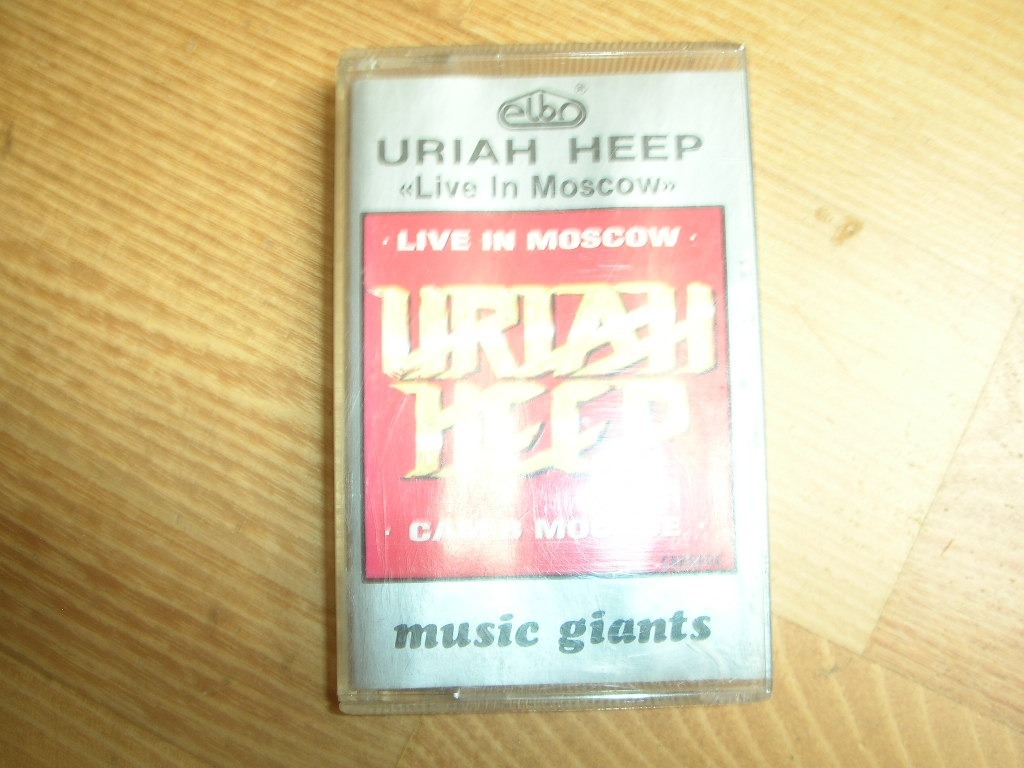 elbo ®
URIAH HEEP
«Live In Moscow»
· LIVE IN MOSCOW ·
URIAH
HEEP
music giants